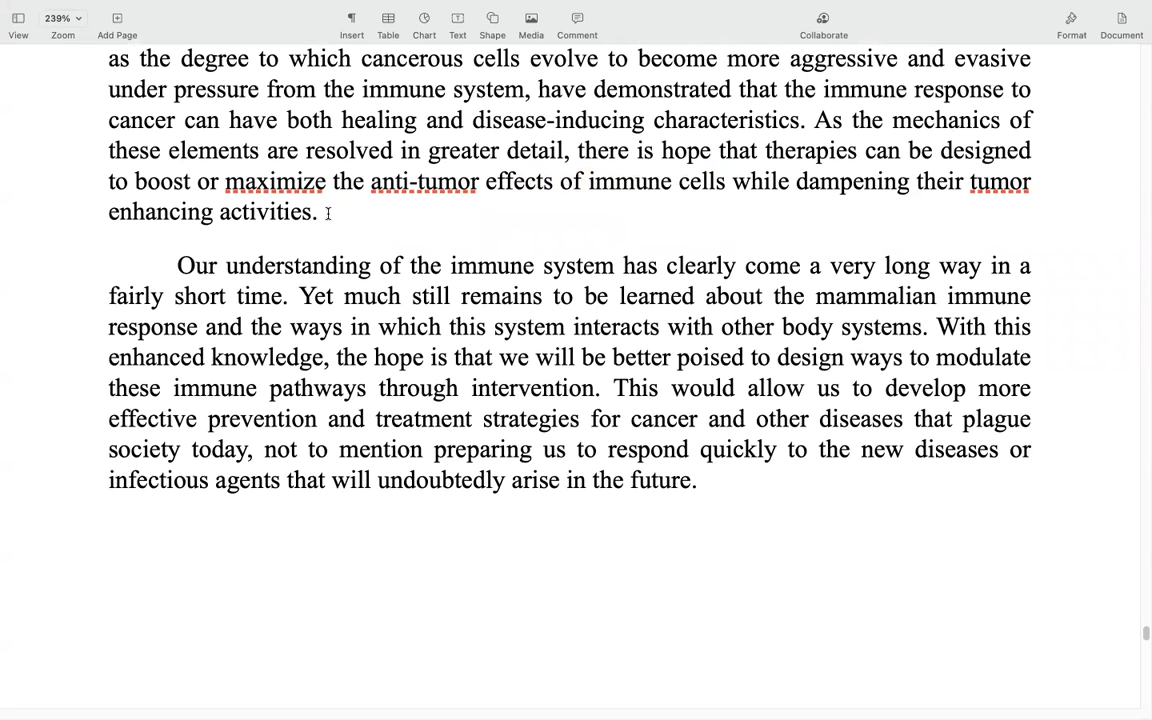 239%
View
Zoom
Add Page
Insert
Table
Chart
Text
Shape
Media
Comment
Collaborate
Format
Document
as the degree to which cancerous cells evolve to become more aggressive and evasive
under pressure from the immune system, have demonstrated that the immune response to
cancer can have both healing and disease-inducing characteristics. As the mechanics of
these elements are resolved in greater detail, there is hope that therapies can be designed
to boost or maximize the anti-tumor effects of immune cells while dampening their tumor
enhancing activities.
Our understanding of the immune system has clearly come a very long way in a
fairly short time. Yet much still remains to be learned about the mammalian immune
response and the ways in which this system interacts with other body systems. With this
enhanced knowledge, the hope is that we will be better poised to design ways to modulate
these immune pathways through intervention. This would allow us to develop more
effective prevention and treatment strategies for cancer and other diseases that plague
society today, not to mention preparing us to respond quickly to the new diseases or
infectious agents that will undoubtedly arise in the future.